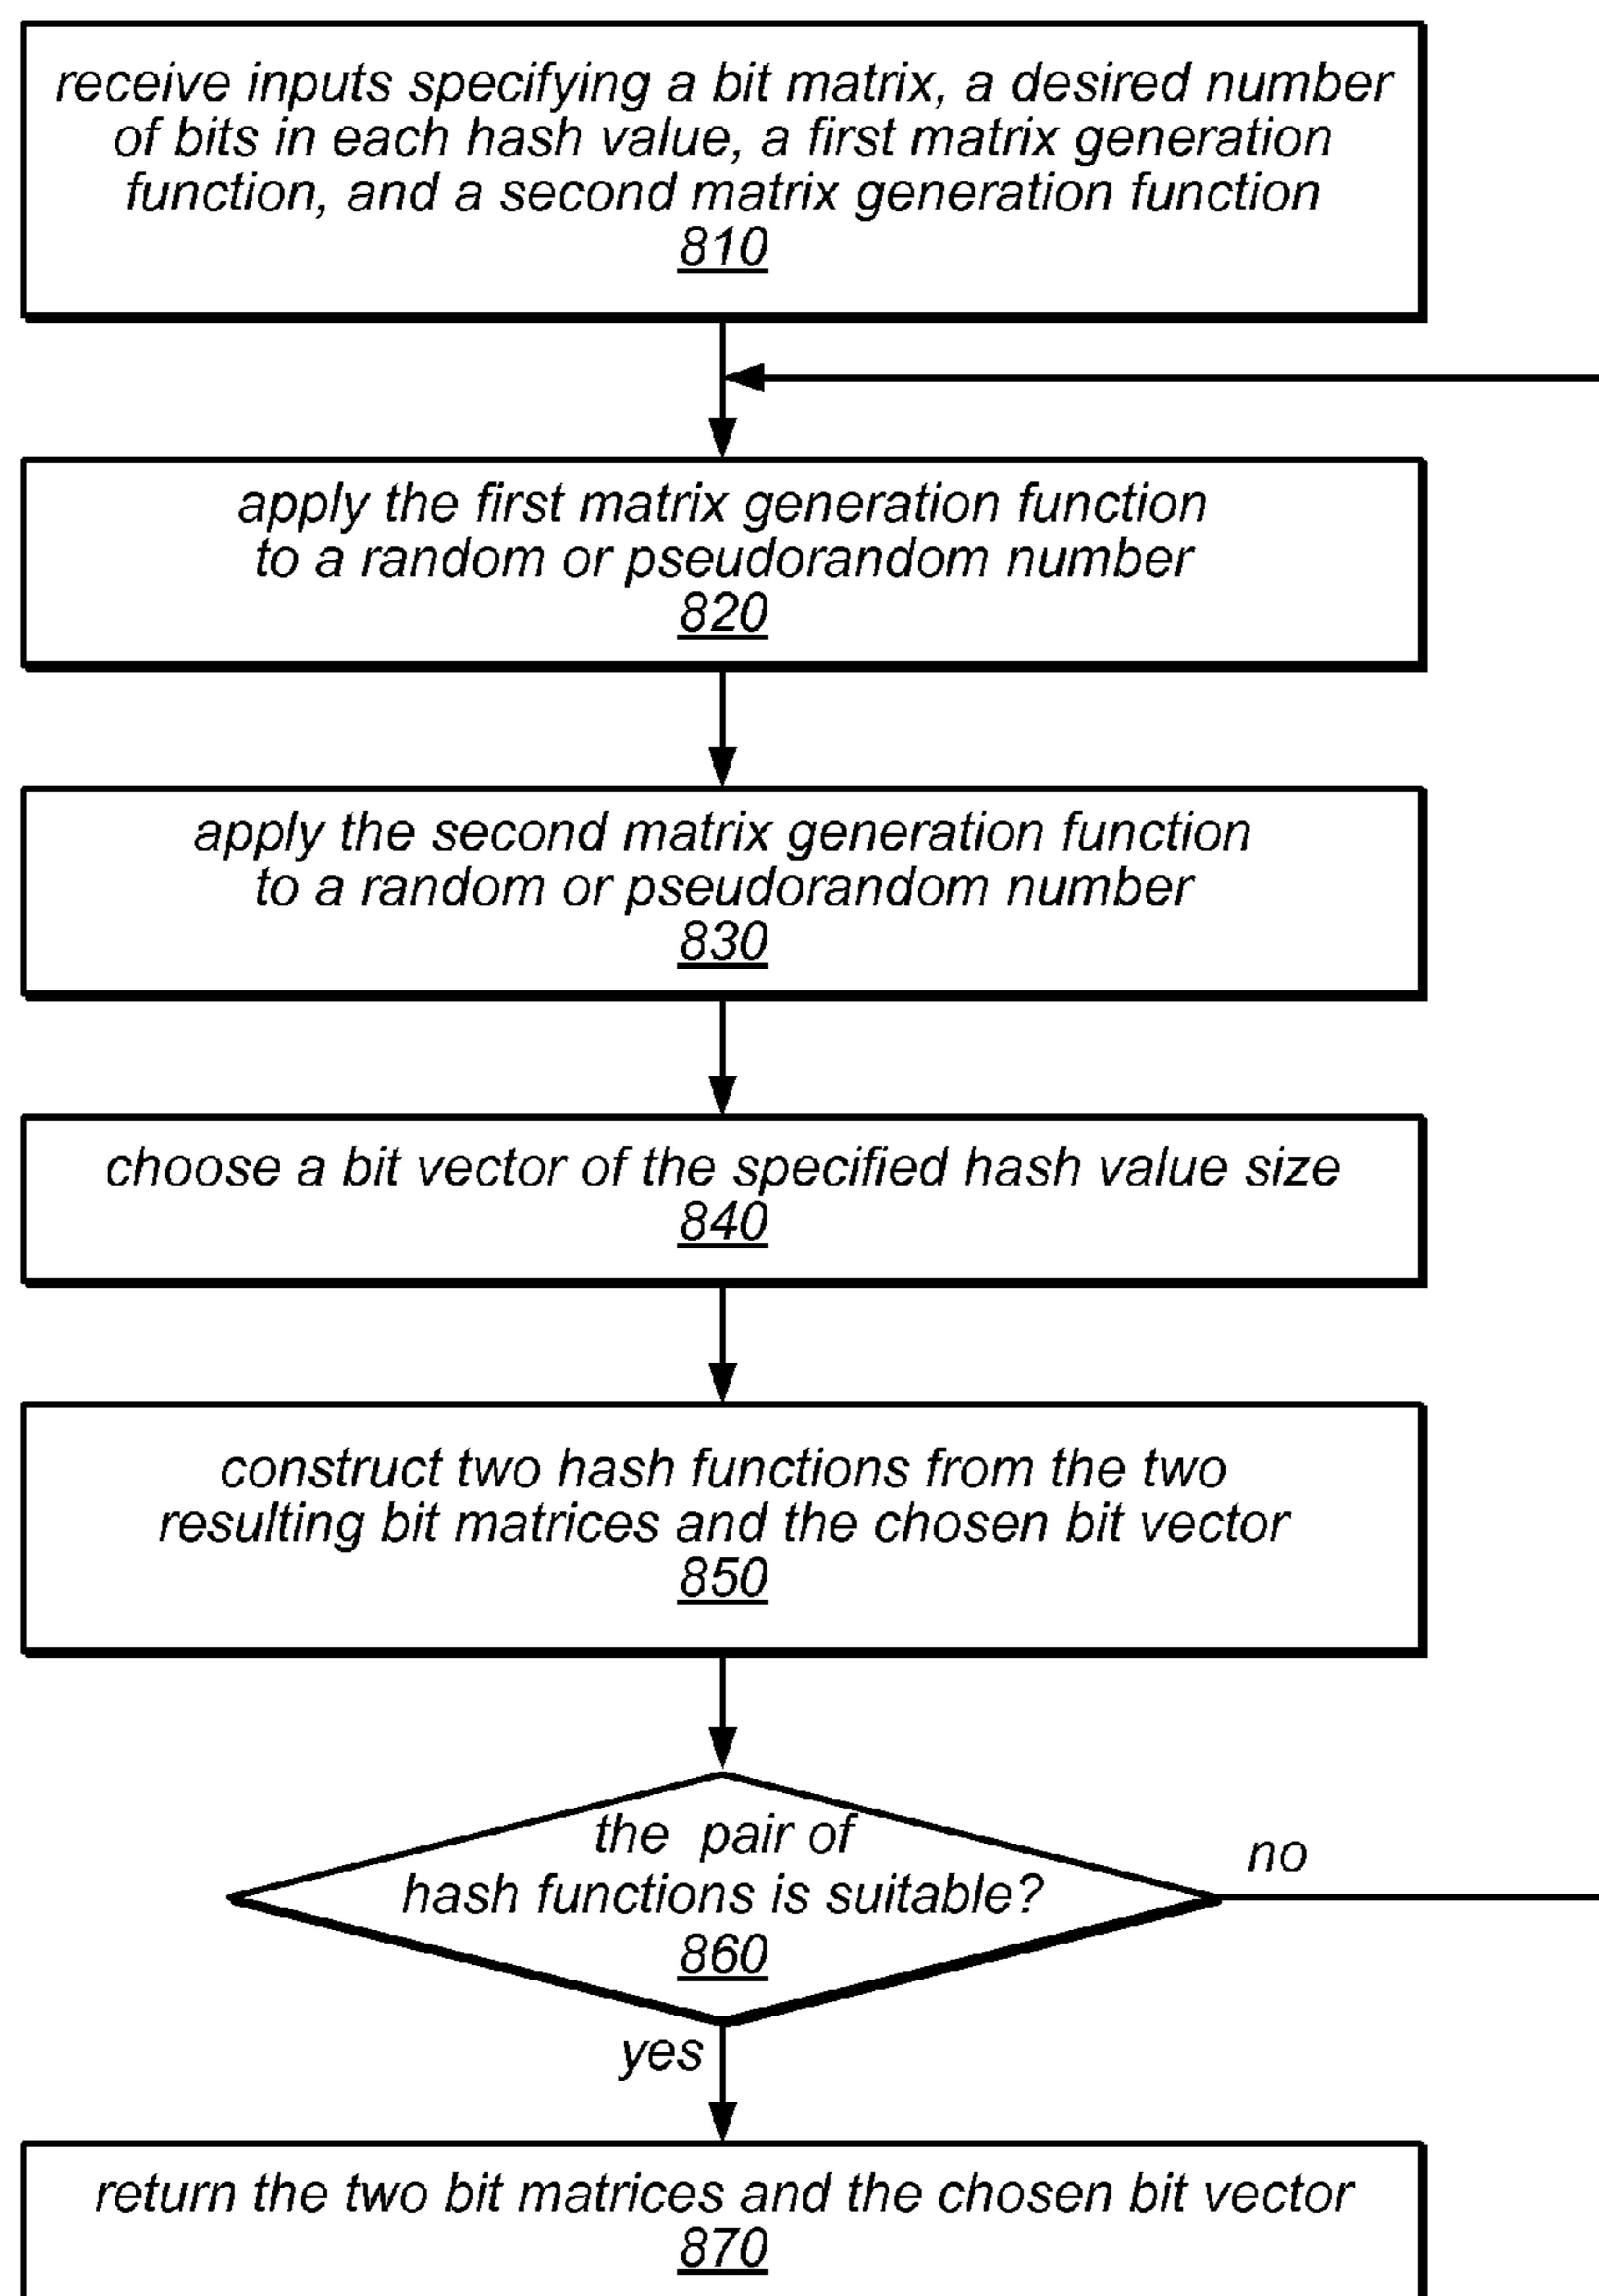 receive inputs specifying a bit matrix, a desired number
of bits in each hash value, a first matrix generation
function, and a second matrix generation function
810
apply the first matrix generation function
to a random or pseudorandom number
820
apply the second matrix generation function
to a random or pseudorandom number
830
choose a bit vector of the specified hash value size
840
construct two hash functions from the two
resulting bit matrices and the chosen bit vector
850
the pair of
hash functions is suitable?
860
no
yes
return the two bit matrices and the chosen bit vector
870